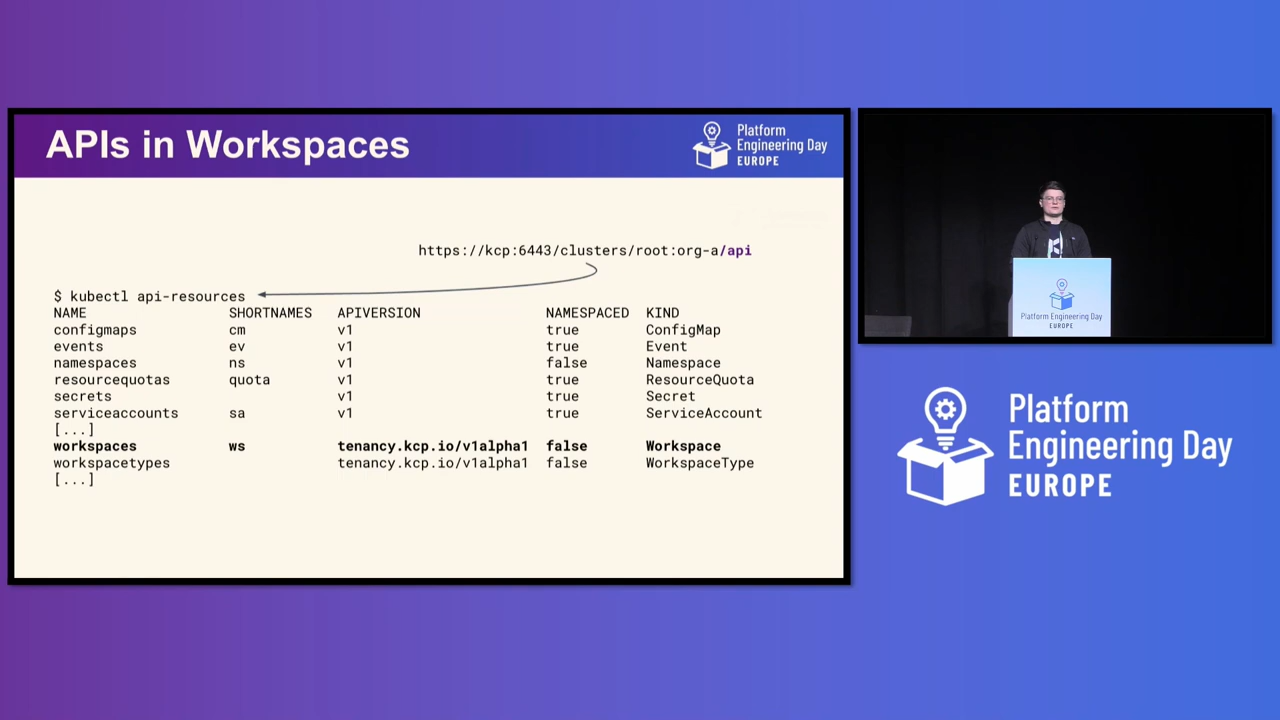 APIs in Workspaces
Platform
Engineering Day
EUROPE
https://kcp:6443/clusters/root:org-a/api
$ kubectl api-resources
NAME SHORTNAMES APIVERSION NAMESPACED KIND
configmaps cm v1 true ConfigMap
events ev v1 true Event
namespaces ns v1 false Namespace
resourcequotas quota v1 true ResourceQuota
secrets v1 true Secret
serviceaccounts sa v1 true ServiceAccount
[...]
workspaces ws tenancy.kcp.io/v1alpha1 false Workspace
workspacetypes tenancy.kcp.io/v1alpha1 false WorkspaceType
[...]
Platform Engineering Day
EUROPE
Platform
Engineering Day
EUROPE